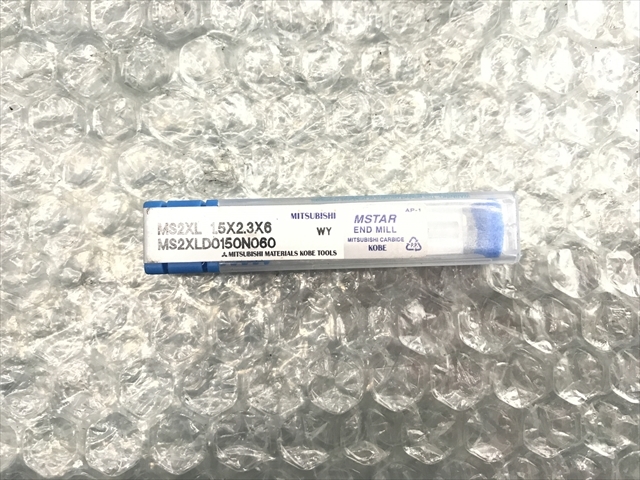 MITSUBISHI
MS2XL 1.5X2.3X6
WY
MS2XLD0150N060
MITSUBISHI MATERIALS KOBE TOOLS
MSTAR
END MILL
MITSUBISHI CARBIDE
KOBE